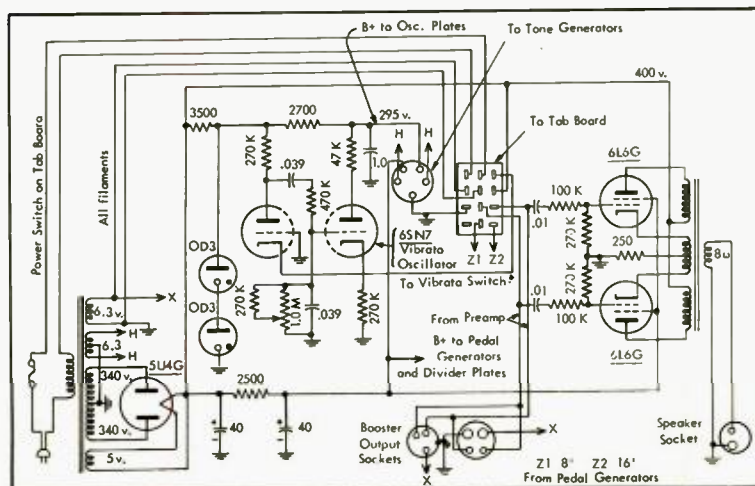 B+ to Osc. Plates
To Tone Generators
400 v.
3500
2700
295 v.
H
H
To Tab Board
6L6G
270 K
.039
47 K
1.0
470 K
100 K
.01
270 K
250
8ω
Power Switch on Tab Board
All filaments
6SN7
Vibrato
Oscillator
Z1
Z2
To Vibrata Switch
OD3
OD3
270 K
1.0 M
.039
270 K
.01
270 K
100 K
6L6G
From Preamp
B+ to Pedal
Generators
and Divider Plates
6.3 v.
X
6.3
H
H
5U4G
340 v.
340 v.
5 v.
2500
40
40
Booster
Output
Sockets
X
X
Speaker
Socket
Z1 8' Z2 16'
From Pedal Generators